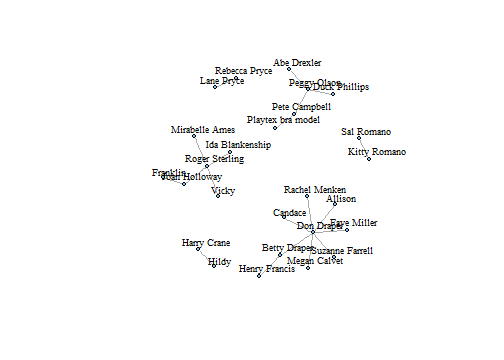 Abe Drexler
Rebecca Pryce
Lane Pryce
Peggy Olson
Duck Phillips
Pete Campbell
Playtex bra model
Mirabelle Ames
Sal Romano
Ida Blankenship
Kitty Romano
Roger Sterling
Franklin
Joan Holloway
Vicky
Rachel Menken
Allison
Candace
Don Draper
Faye Miller
Harry Crane
Betty Draper
Suzanne Farrell
Hildy
Megan Calvet
Henry Francis